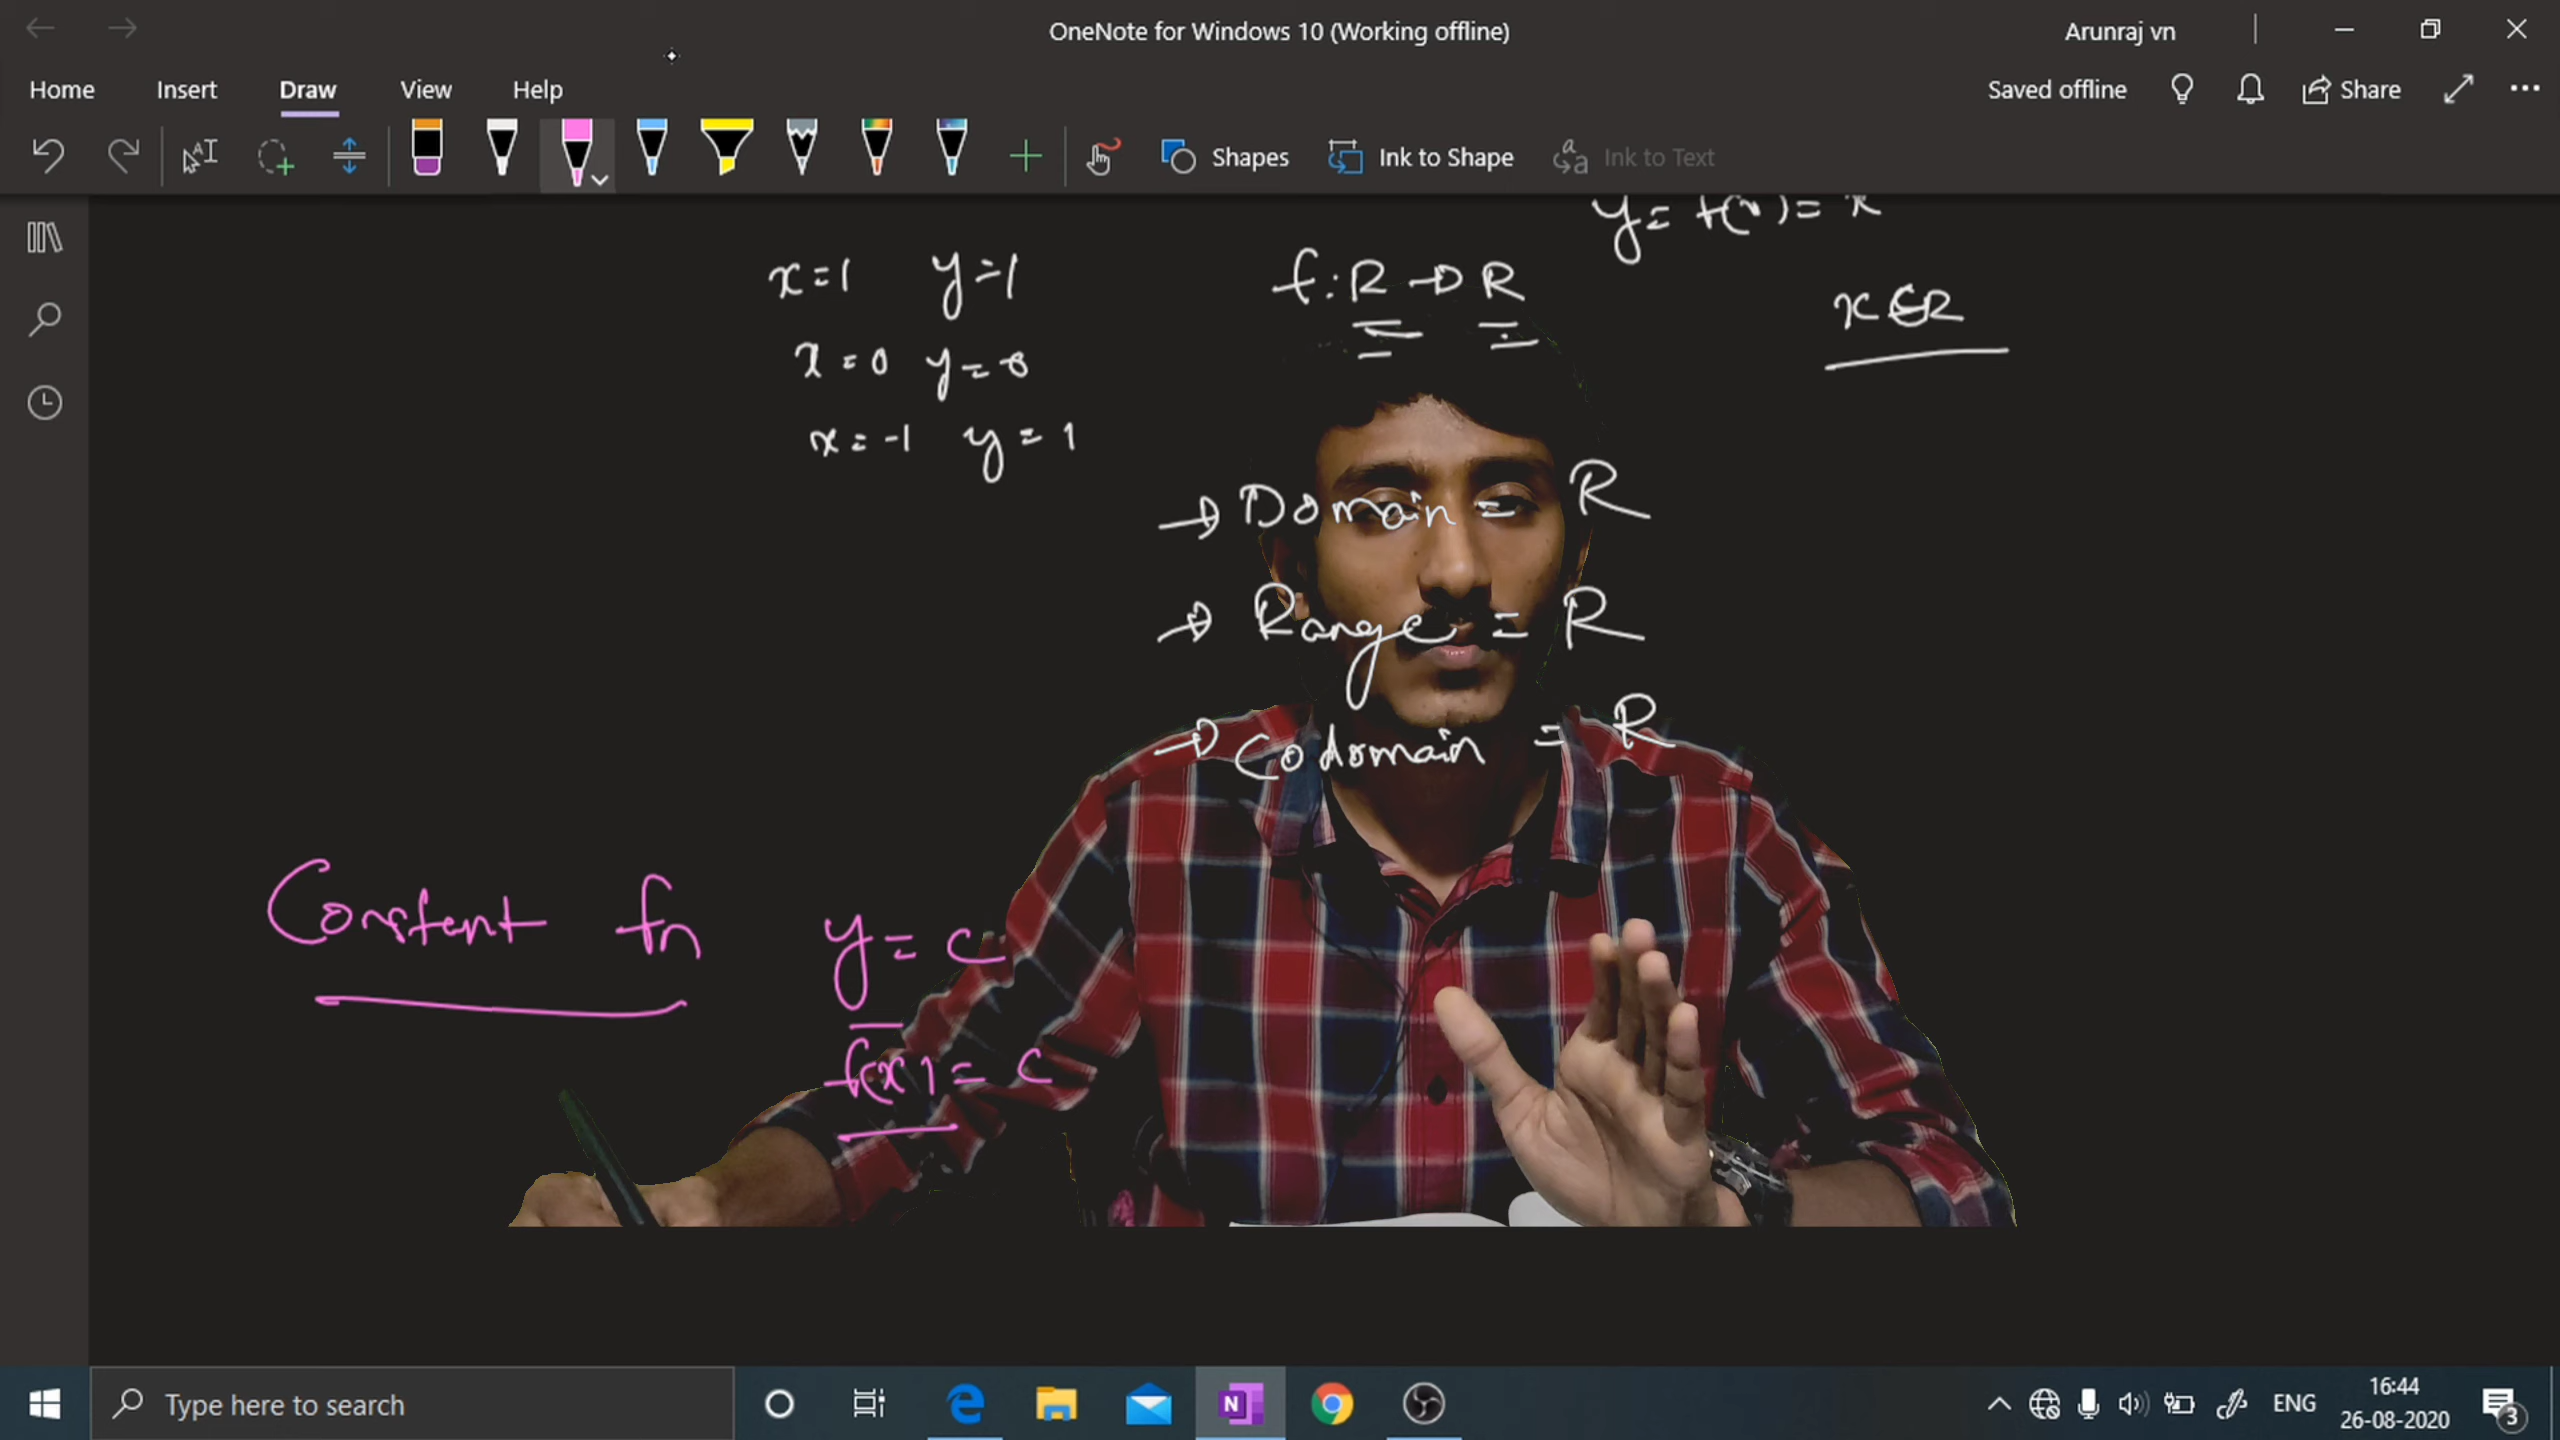 OneNote for Windows 10 (Working offline)
Arunraj vn
Home Insert Draw View Help
Saved offline
Share
Shapes
Ink to Shape
Ink to Text
y = f(x) = x
x = 1 y = 1
f: R → R
x ∈ R
x = 0 y = 0
x = -1 y = 1
→ Domain = R
→ Range = R
→ Codomain = R
Constant fn y = c
f(x) = c
Type here to search
ENG
16:44
26-08-2020
3